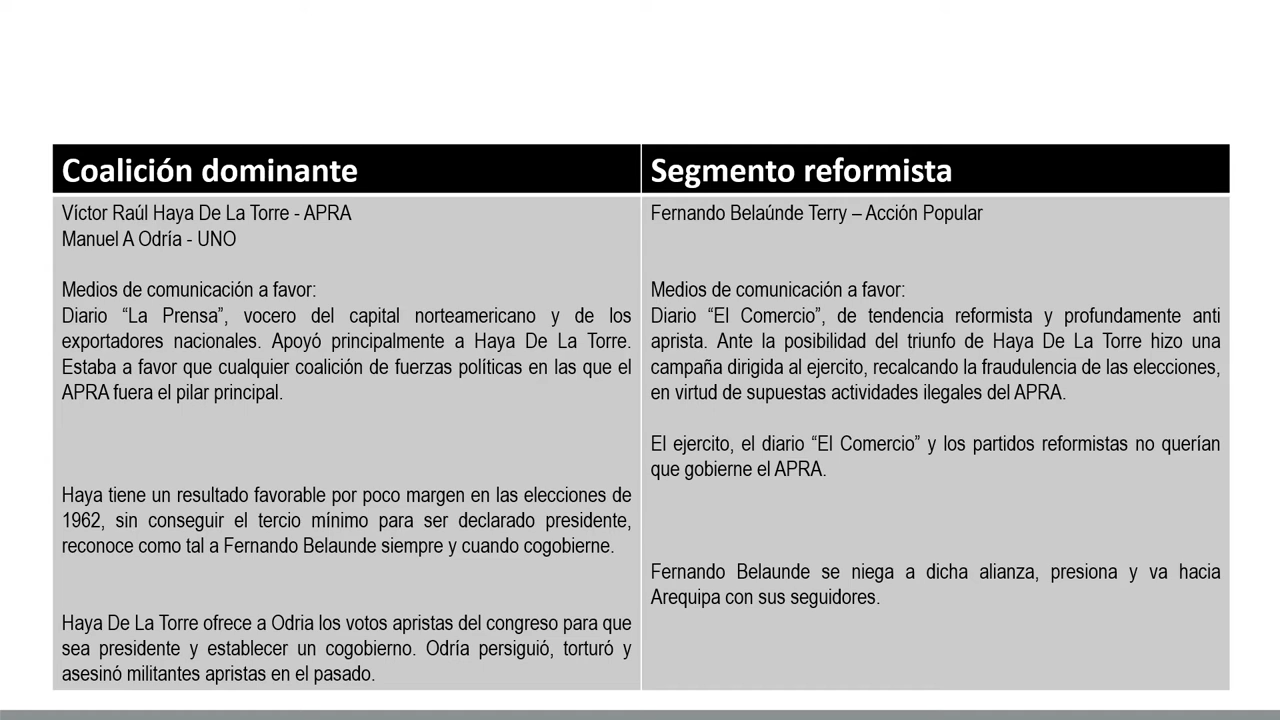 Coalición dominante
Víctor Raúl Haya De La Torre - APRA
Manuel A Odría - UNO
Medios de comunicación a favor:
Diario “La Prensa”, vocero del capital norteamericano y de los
exportadores nacionales. Apoyó principalmente a Haya De La Torre.
Estaba a favor que cualquier coalición de fuerzas políticas en las que el
APRA fuera el pilar principal.
Haya tiene un resultado favorable por poco margen en las elecciones de
1962, sin conseguir el tercio mínimo para ser declarado presidente,
reconoce como tal a Fernando Belaunde siempre y cuando cogobierne.
Haya De La Torre ofrece a Odria los votos apristas del congreso para que
sea presidente y establecer un cogobierno. Odría persiguió, torturó y
asesinó militantes apristas en el pasado.
Segmento reformista
Fernando Belaúnde Terry – Acción Popular
Medios de comunicación a favor:
Diario “El Comercio”, de tendencia reformista y profundamente anti
aprista. Ante la posibilidad del triunfo de Haya De La Torre hizo una
campaña dirigida al ejercito, recalcando la fraudulencia de las elecciones,
en virtud de supuestas actividades ilegales del APRA.
El ejercito, el diario “El Comercio” y los partidos reformistas no querían
que gobierne el APRA.
Fernando Belaunde se niega a dicha alianza, presiona y va hacia
Arequipa con sus seguidores.